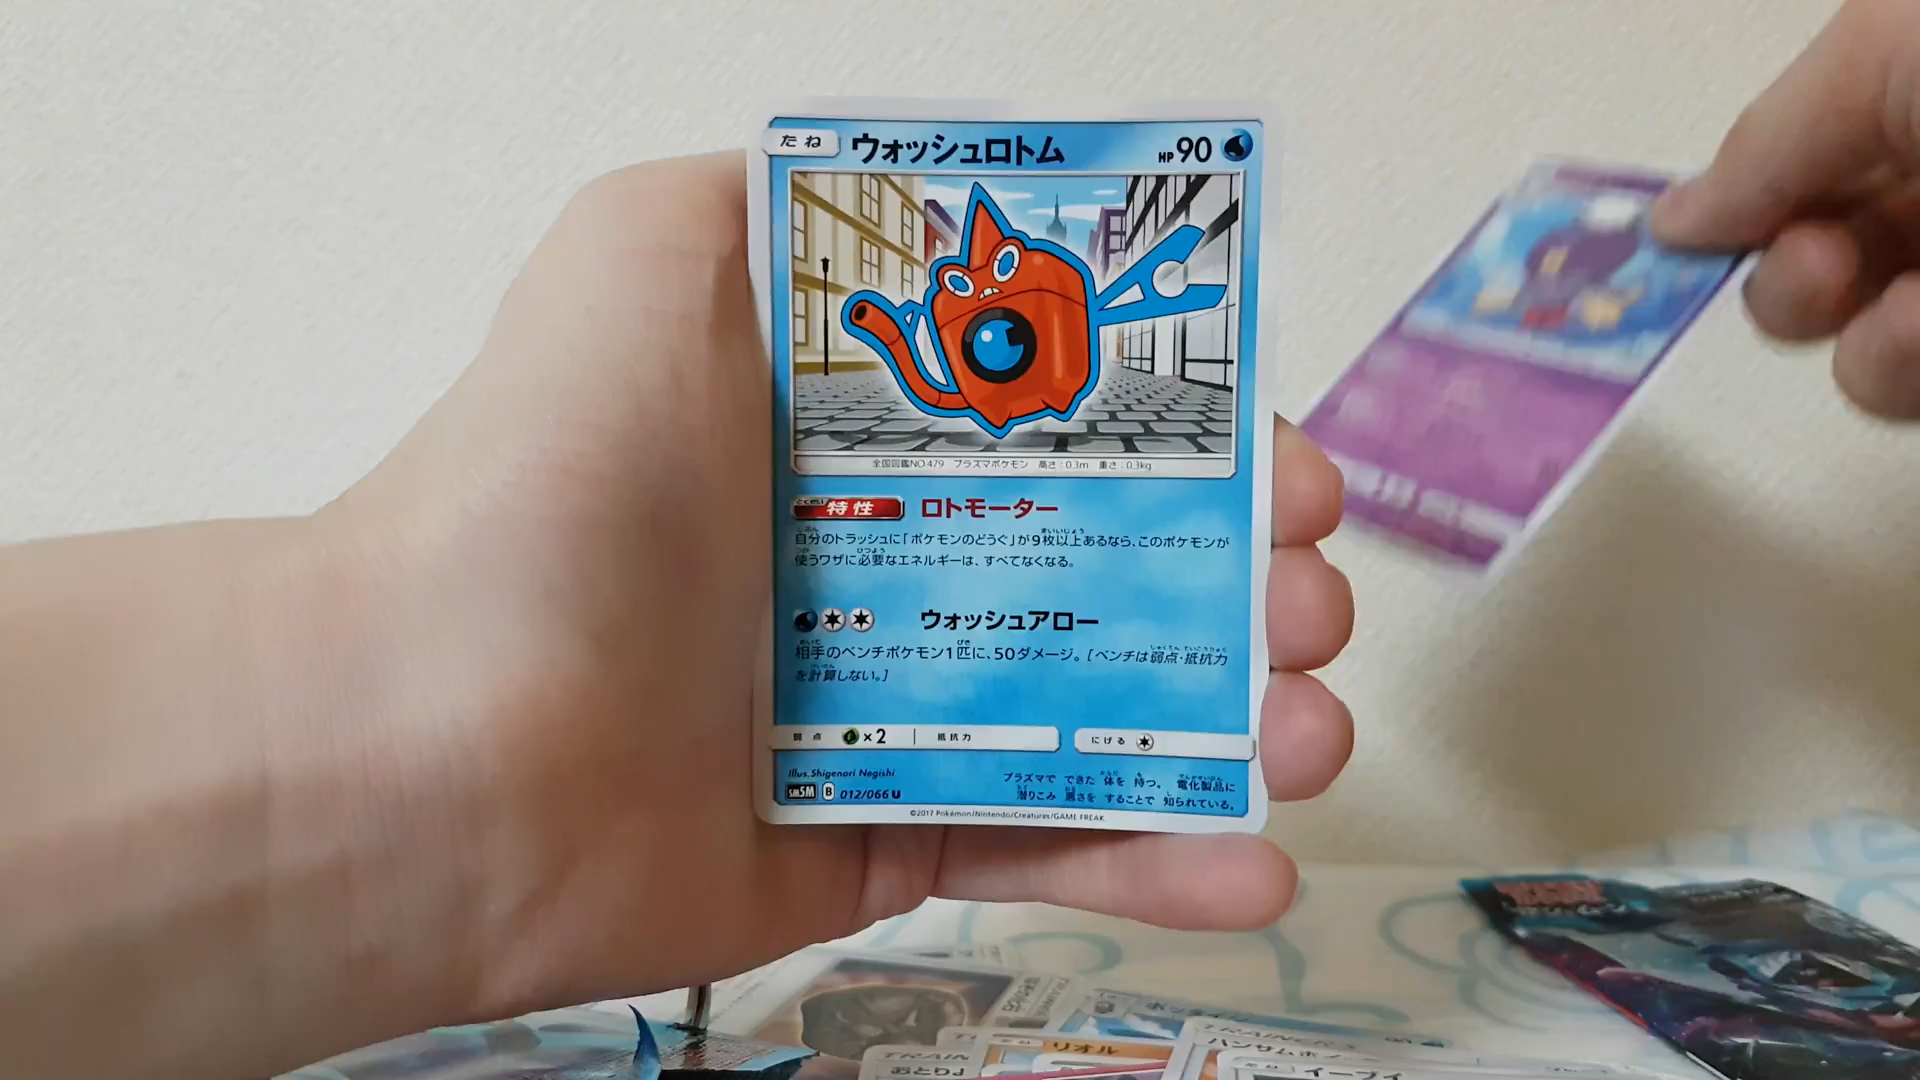 たね ウォッシュロトム HP90
全国図鑑NO.479 プラズマポケモン 高さ:0.3m 重さ:0.3kg
とくせい
特性 ロトモーター
自分のトラッシュに「ポケモンのどうぐ」が9枚以上あるなら、このポケモンが
使うワザに必要なエネルギーは、すべてなくなる。
ウォッシュアロー
相手のベンチポケモン1匹に、50ダメージ。[ベンチは弱点・抵抗力
を計算しない。]
弱点 ×2 抵抗力 にげる
Illus.Shigenori Negishi
SM5M B 012/066 U
プラズマで できた 体を 持つ。 電化製品に
潜りこみ 悪さを することで 知られている。
©2017 Pokémon/Nintendo/Creatures/GAME FREAK
TRAIN
リオル
イーブイ